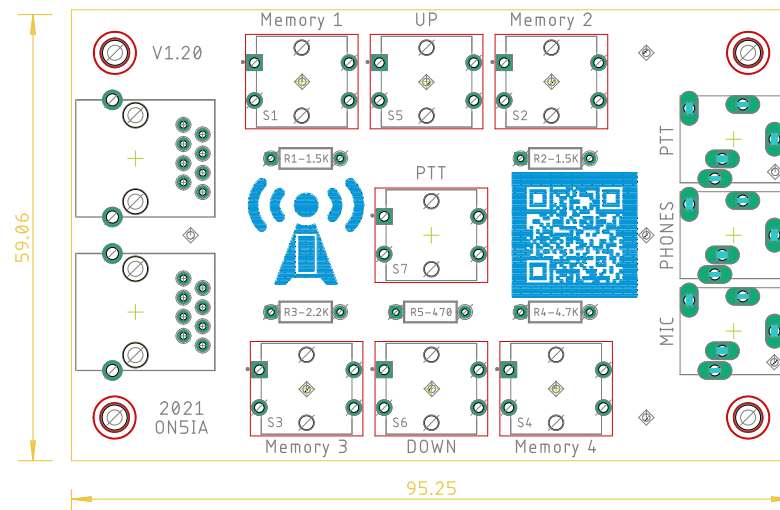 Memory 1
UP
Memory 2
V1.20
S1
S5
S2
R1-1.5K
R2-1.5K
PTT
PTT
S7
PHONES
59.06
R3-2.2K
R5-470
R4-4.7K
MIC
2021
ON5IA
S3
S6
S4
Memory 3
DOWN
Memory 4
95.25